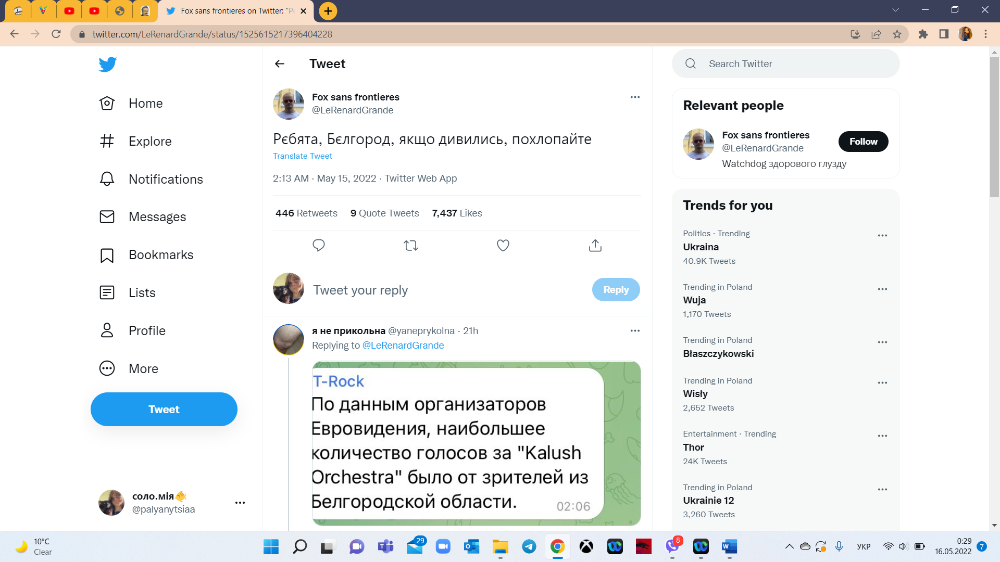 Fox sans frontieres on Twitter: "Ре
twitter.com/LeRenardGrande/status/1525615217396404228
Home
Explore
Notifications
Messages
Bookmarks
Lists
Profile
More
Tweet
соло.мія
@palyanytsiaa
Tweet
Fox sans frontieres
@LeRenardGrande
Рєбята, Бєлгород, якщо дивились, похлопайте
Translate Tweet
2:13 AM · May 15, 2022 · Twitter Web App
446 Retweets 9 Quote Tweets 7,437 Likes
Tweet your reply
Reply
я не прикольна @yaneprykolna · 21h
Replying to @LeRenardGrande
T-Rock
По данным организаторов
Евровидения, наибольшее
количество голосов за "Kalush
Orchestra" было от зрителей из
Белгородской области.
02:06
Search Twitter
Relevant people
Fox sans frontieres
@LeRenardGrande
Follow
Watchdog здорового глузду
Trends for you
Politics · Trending
Ukraina
40.9K Tweets
Trending in Poland
Wuja
1,170 Tweets
Trending in Poland
Błaszczykowski
Trending in Poland
Wisły
2,652 Tweets
Entertainment · Trending
Thor
24K Tweets
Trending in Poland
Ukrainie 12
3,260 Tweets
10°C
Clear
29
8
УКР
0:29
16.05.2022
7